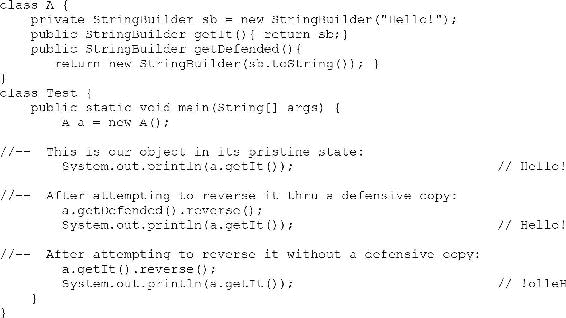 class A {
    private StringBuilder sb = new StringBuilder("Hello!");
    public StringBuilder getIt(){ return sb;}
    public StringBuilder getDefended(){
       return new StringBuilder(sb.toString()); }
}
class Test {
    public static void main(String[] args) {
        A a = new A();
//-- This is our object in its pristine state:
        System.out.println(a.getIt());                // Hello!
//-- After attempting to reverse it thru a defensive copy:
        a.getDefended().reverse();
        System.out.println(a.getIt());                // Hello!
//-- After attempting to reverse it without a defensive copy:
        a.getIt().reverse();
        System.out.println(a.getIt());                // !olleH
    }
}